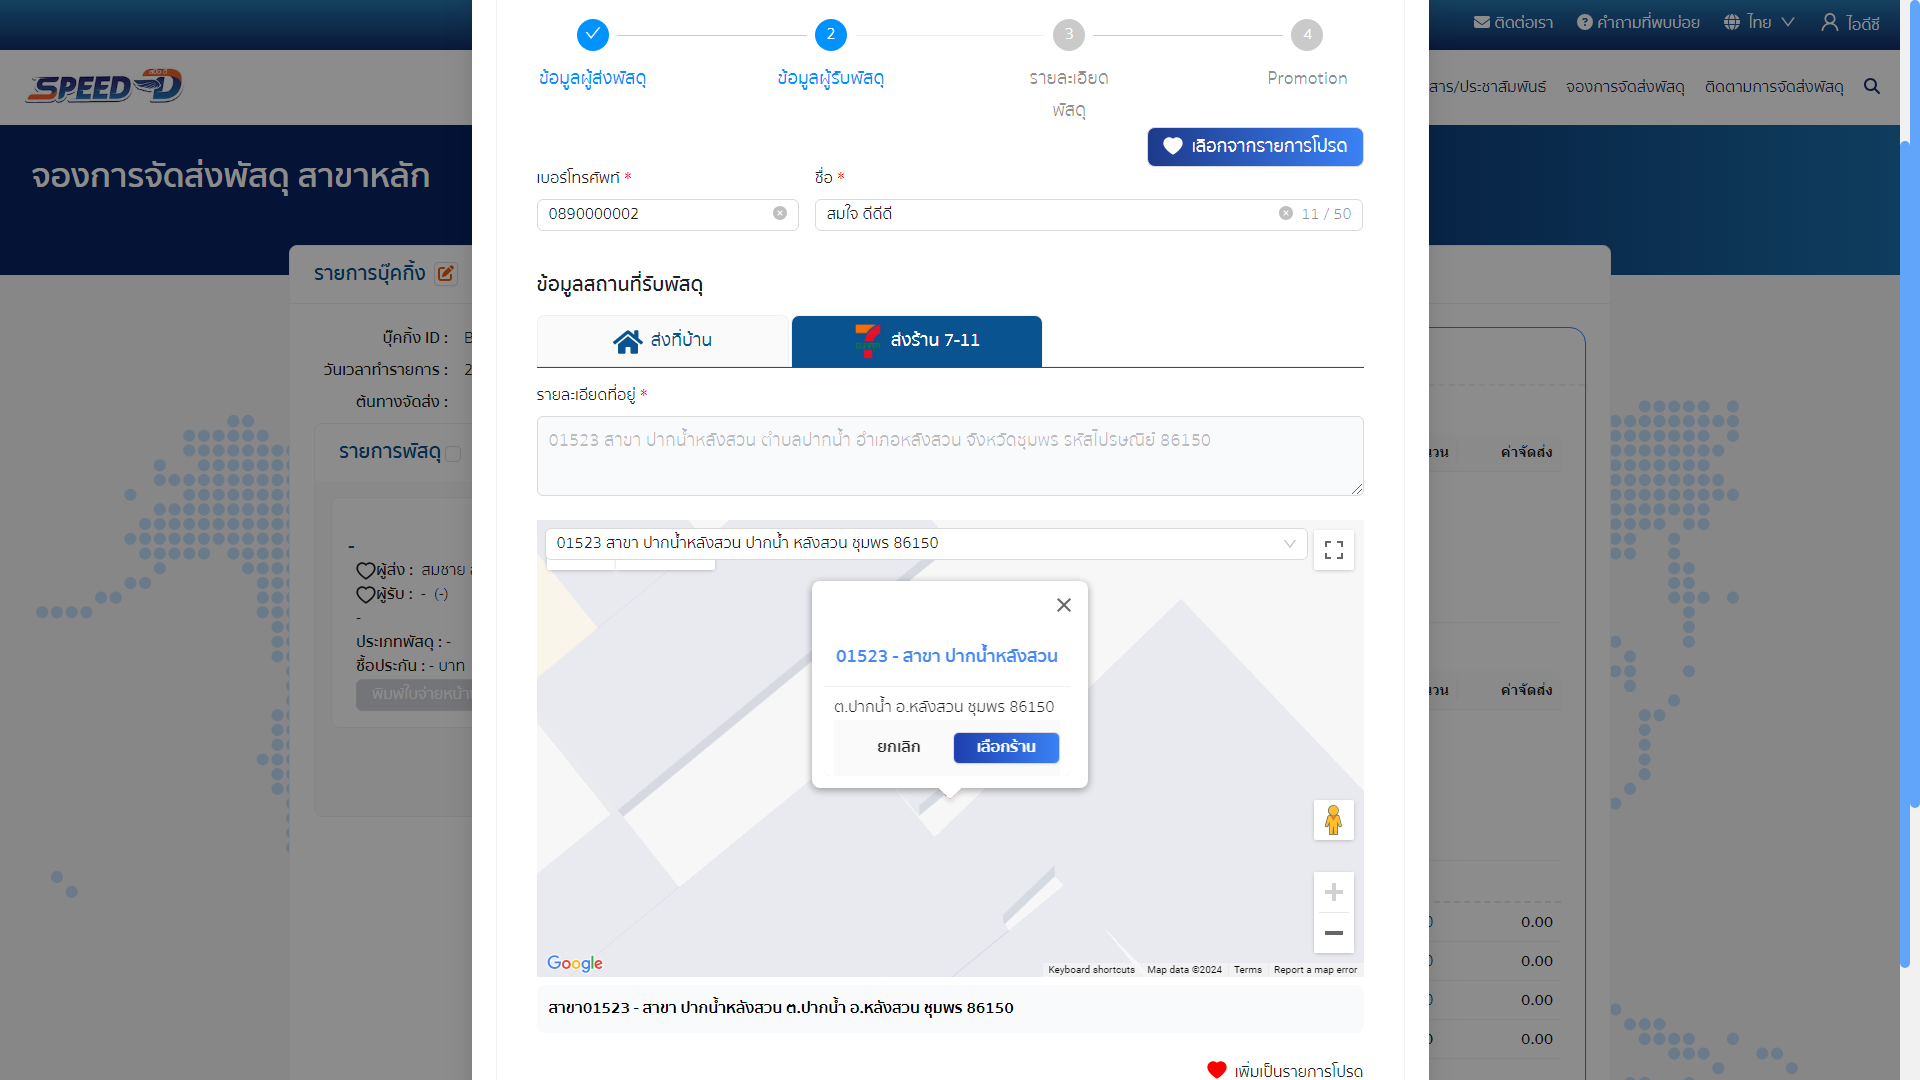 ติดต่อเรา
คำถามที่พบบ่อย
ไทย
ไอดีซี
SPEED-D
สาร/ประชาสัมพันธ์
จองการจัดส่งพัสดุ
ติดตามการจัดส่งพัสดุ
จองการจัดส่งพัสดุ สาขาหลัก
รายการบุ๊คกิ้ง
บุ๊คกิ้ง ID :
วันเวลาทำรายการ : 2
ต้นทางจัดส่ง :
รายการพัสดุ
-
ผู้ส่ง : สมชาย
ผู้รับ : - (-)
-
ประเภทพัสดุ : -
ซื้อประกัน : - บาท
พิมพ์ใบจ่ายหน้า
2
3
4
ข้อมูลผู้ส่งพัสดุ
ข้อมูลผู้รับพัสดุ
รายละเอียด
พัสดุ
Promotion
เลือกจากรายการโปรด
เบอร์โทรศัพท์ *
ชื่อ *
0890000002
สมใจ ดีดีดี
11 / 50
ข้อมูลสถานที่รับพัสดุ
ส่งที่บ้าน
ส่งร้าน 7-11
รายละเอียดที่อยู่ *
01523 สาขา ปากน้ำหลังสวน ตำบลปากน้ำ อำเภอหลังสวน จังหวัดชุมพร รหัสไปรษณีย์ 86150
01523 สาขา ปากน้ำหลังสวน ปากน้ำ หลังสวน ชุมพร 86150
01523 - สาขา ปากน้ำหลังสวน
ต.ปากน้ำ อ.หลังสวน ชุมพร 86150
ยกเลิก
เลือกร้าน
Google
Keyboard shortcuts
Map data ©2024
Terms
Report a map error
สาขา01523 - สาขา ปากน้ำหลังสวน ต.ปากน้ำ อ.หลังสวน ชุมพร 86150
เพิ่มเป็นรายการโปรด
ค่าจัดส่ง
ค่าจัดส่ง
0.00
0.00
0.00
0.00